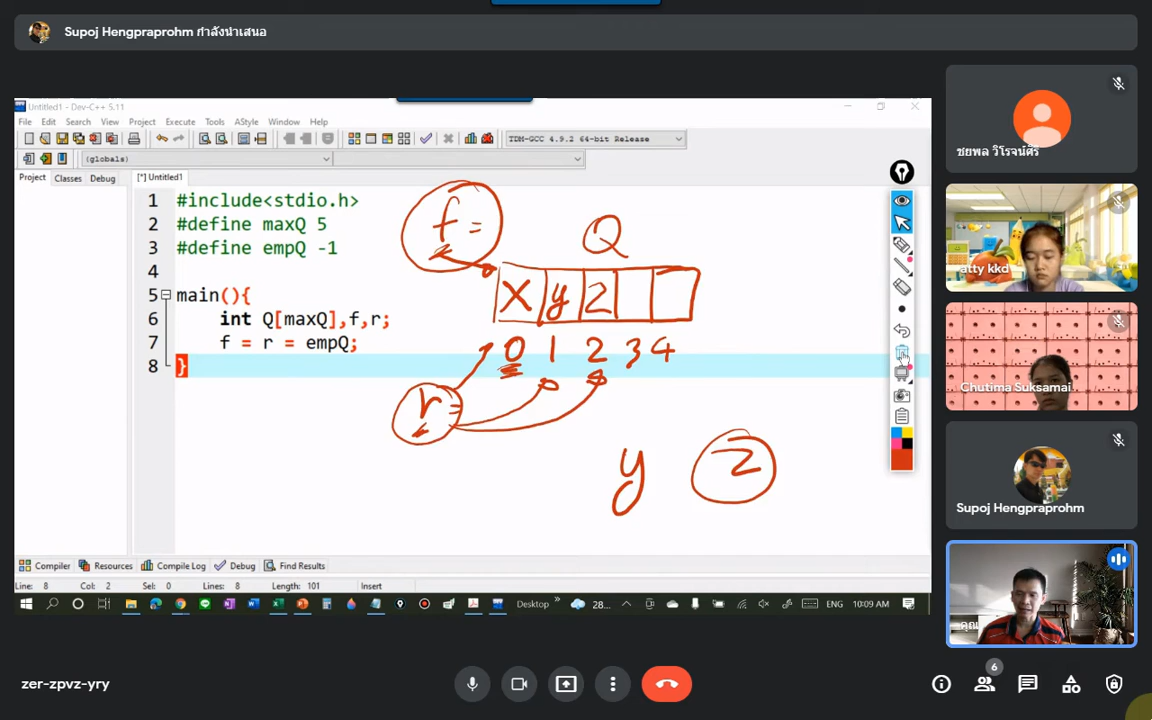 Supoj Hengpraprohm กำลังนำเสนอ
Untitled1 - Dev-C++ 5.11
File Edit Search View Project Execute Tools AStyle Window Help
TDM-GCC 4.9.2 64-bit Release
(globals)
Project Classes Debug
[*] Untitled1
1 #include<stdio.h>
2 #define maxQ 5
3 #define empQ -1
4
5 main(){
6 int Q[maxQ],f,r;
7 f = r = empQ;
8 }
f =
Q
X y Z
0 1 2 3 4
r =
y Z
Compiler Resources Compile Log Debug Find Results
Line: 8 Col: 2 Sel: 0 Lines: 8 Length: 101 Insert
Desktop 28... ENG 10:09 AM
ชยพล วิโรจน์ศิริ
atty kkd
Chutima Suksamai
Supoj Hengpraprohm
คุณ
zer-zpvz-yry
6